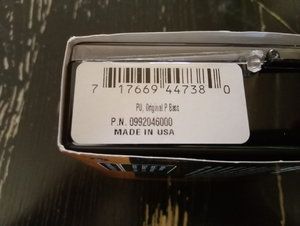 7 17669 44738 0
PU, Original P Bass
P.N. 0992046000
MADE IN USA